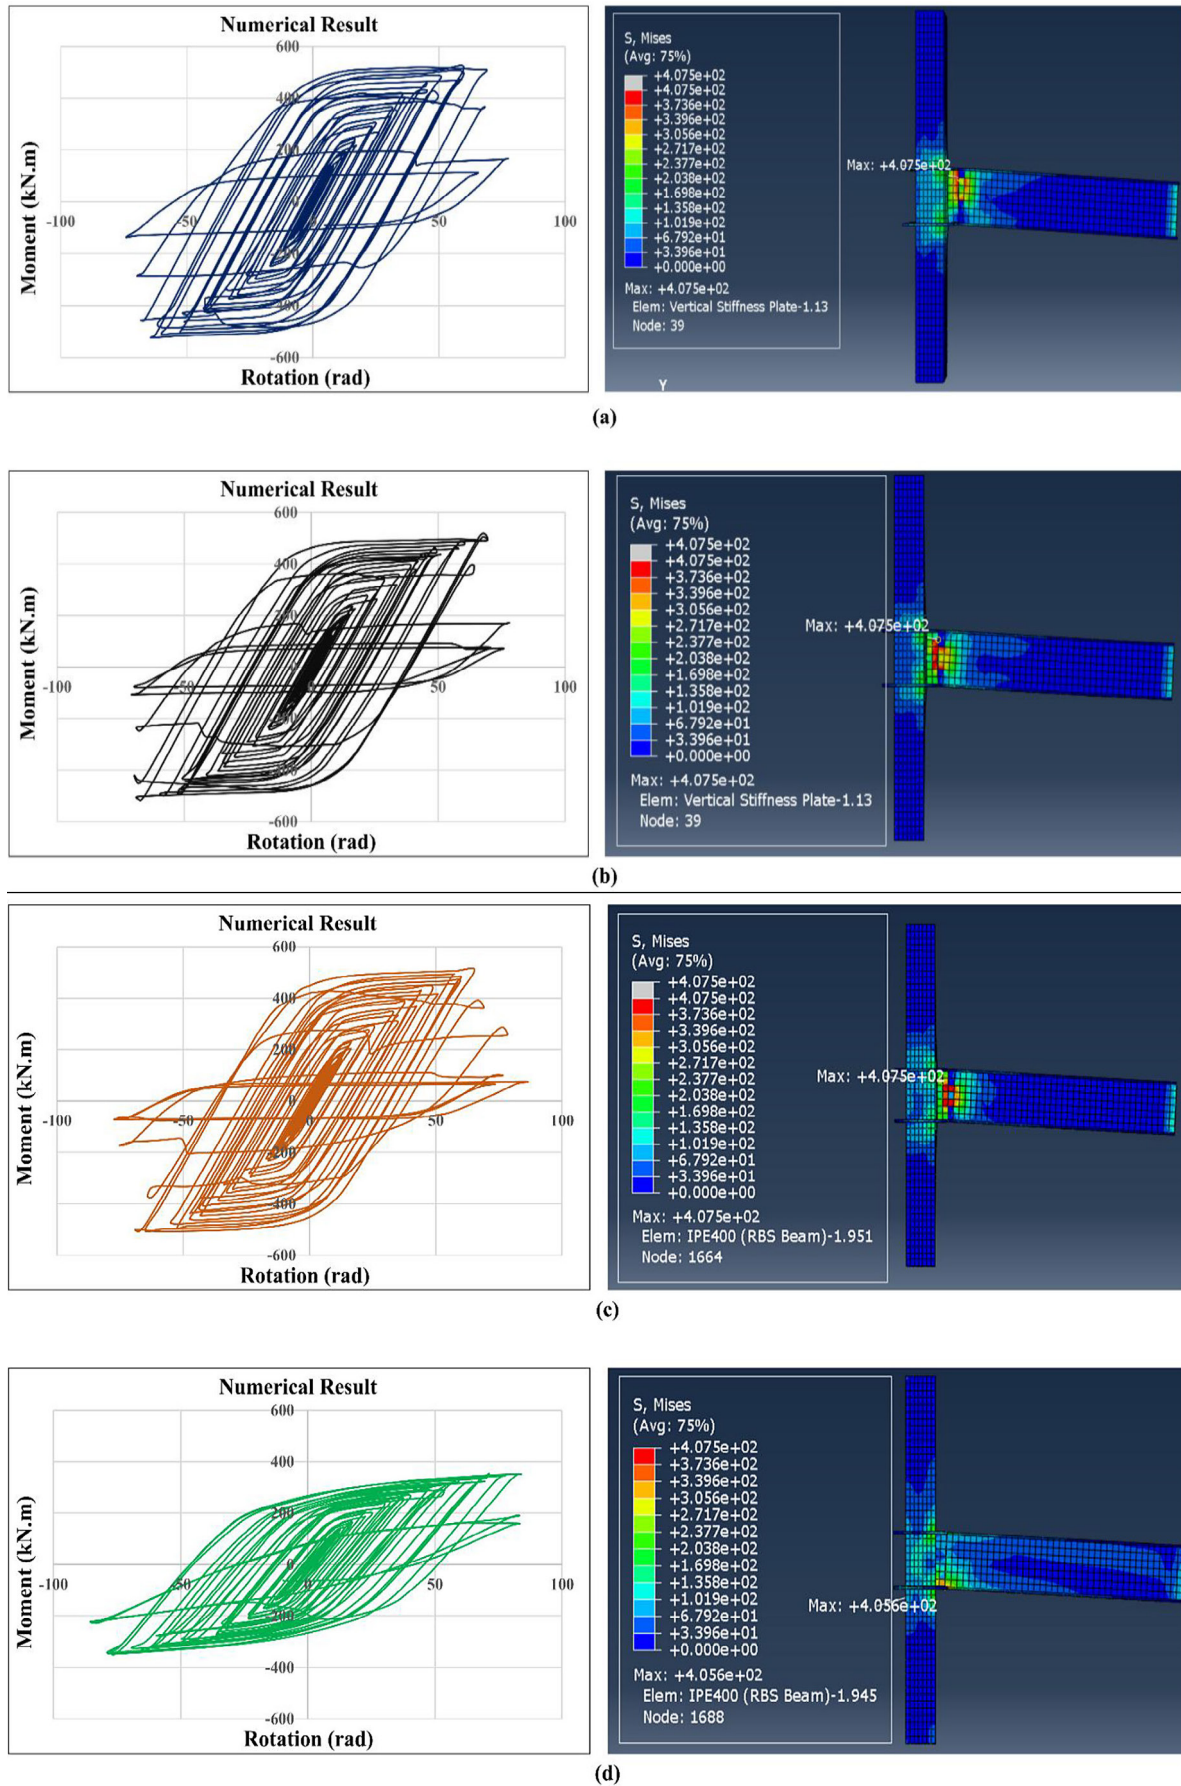 Numerical Result
600
400
200
0
-100
-50
0
50
100
-200
-400
-600
Moment (kN.m)
Rotation (rad)
S, Mises
(Avg: 75%)
+4.075e+02
+4.075e+02
+3.736e+02
+3.396e+02
+3.056e+02
+2.717e+02
+2.377e+02
+2.038e+02
+1.698e+02
+1.358e+02
+1.019e+02
+6.792e+01
+3.396e+01
+0.000e+00
Max: +4.075e+02
Elem: Vertical Stiffness Plate-1.13
Node: 39
Y
Max: +4.075e+02
(a)
Numerical Result
600
400
200
0
-100
-50
0
50
100
-200
-400
-600
Moment (kN.m)
Rotation (rad)
S, Mises
(Avg: 75%)
+4.075e+02
+4.075e+02
+3.736e+02
+3.396e+02
+3.056e+02
+2.717e+02
+2.377e+02
+2.038e+02
+1.698e+02
+1.358e+02
+1.019e+02
+6.792e+01
+3.396e+01
+0.000e+00
Max: +4.075e+02
Elem: Vertical Stiffness Plate-1.13
Node: 39
Max: +4.075e+02
(b)
Numerical Result
600
400
200
0
-100
-50
0
50
100
-200
-400
-600
Moment (kN.m)
Rotation (rad)
S, Mises
(Avg: 75%)
+4.075e+02
+4.075e+02
+3.736e+02
+3.396e+02
+3.056e+02
+2.717e+02
+2.377e+02
+2.038e+02
+1.698e+02
+1.358e+02
+1.019e+02
+6.792e+01
+3.396e+01
+0.000e+00
Max: +4.075e+02
Elem: IPE400 (RBS Beam)-1.951
Node: 1664
Max: +4.075e+02
(c)
Numerical Result
600
400
200
0
-100
-50
0
50
100
-200
-400
-600
Moment (kN.m)
Rotation (rad)
S, Mises
(Avg: 75%)
+4.075e+02
+3.736e+02
+3.396e+02
+3.056e+02
+2.717e+02
+2.377e+02
+2.038e+02
+1.698e+02
+1.358e+02
+1.019e+02
+6.792e+01
+3.396e+01
+0.000e+00
Max: +4.056e+02
Elem: IPE400 (RBS Beam)-1.945
Node: 1688
Max: +4.056e+02
(d)